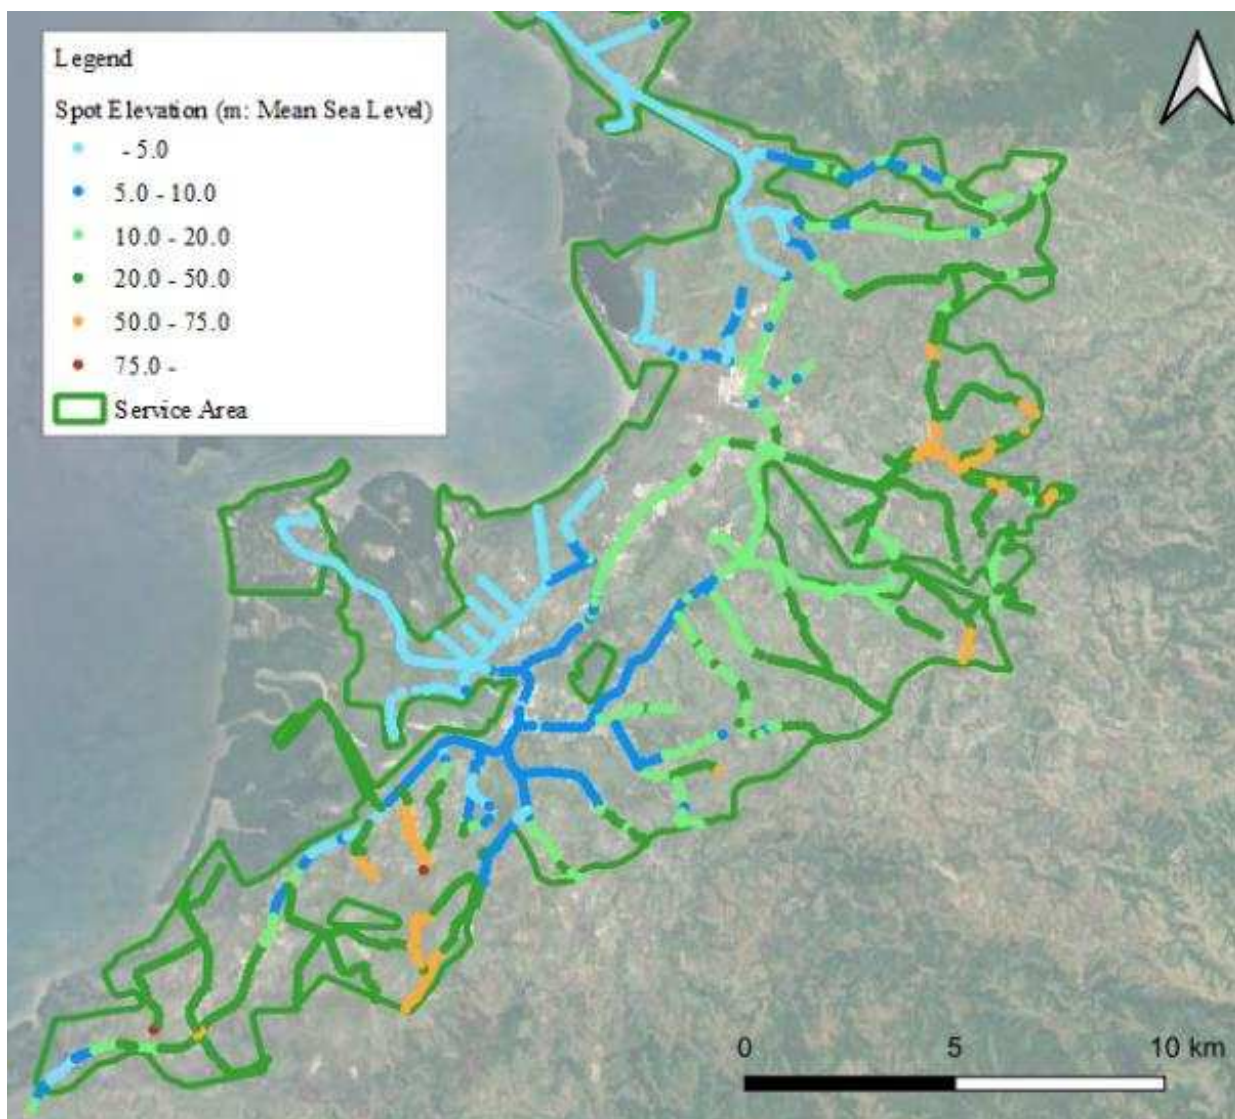 Legend
Spot Elevation (m: Mean Sea Level)
- 5.0
5.0 - 10.0
10.0 - 20.0
20.0 - 50.0
50.0 - 75.0
75.0 -
Service Area
0 5 10 km